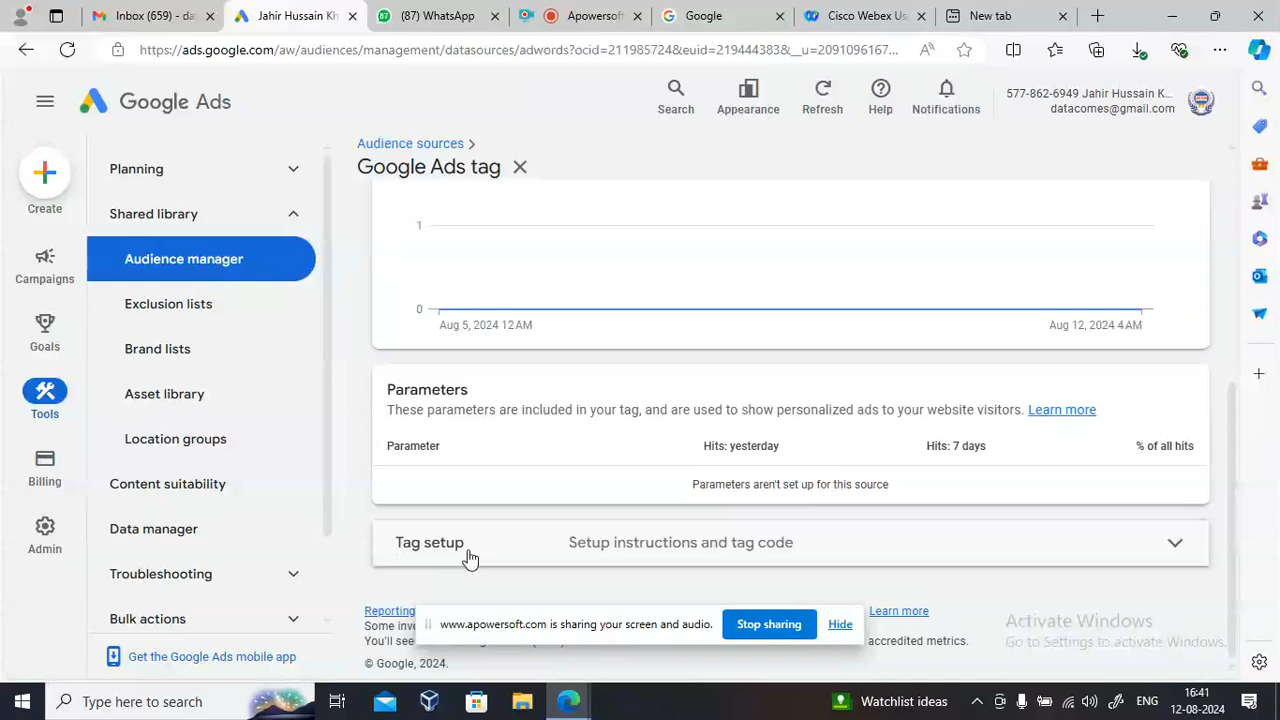 Inbox (659) - da
Jahir Hussain Kh
(87) WhatsApp
Apowersoft
Google
Cisco Webex Us
New tab
https://ads.google.com/aw/audiences/management/datasources/adwords?ocid=211985724&euid=219444383&__u=2091096167...
Google Ads
Search
Appearance
Refresh
Help
Notifications
577-862-6949 Jahir Hussain K...
datacomes@gmail.com
Create
Campaigns
Goals
Tools
Billing
Admin
Planning
Shared library
Audience manager
Exclusion lists
Brand lists
Asset library
Location groups
Content suitability
Data manager
Troubleshooting
Bulk actions
Get the Google Ads mobile app
Audience sources
Google Ads tag
1
0
Aug 5, 2024 12 AM
Aug 12, 2024 4 AM
Parameters
These parameters are included in your tag, and are used to show personalized ads to your website visitors. Learn more
Parameter Hits: yesterday Hits: 7 days % of all hits
Parameters aren't set up for this source
Tag setup Setup instructions and tag code
Reporting Learn more
Some inve
You'll see accredited metrics.
© Google, 2024.
www.apowersoft.com is sharing your screen and audio. Stop sharing Hide
Activate Windows
Go to Settings to activate Windows.
Type here to search
Watchlist ideas
ENG
16:41
12-08-2024